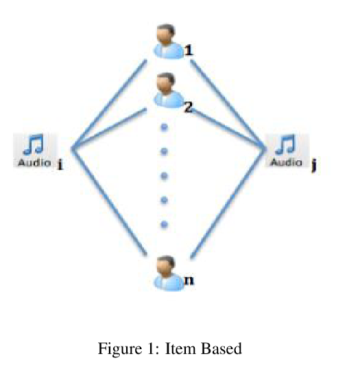 1
2
Audio i
Audio j
n
Figure 1: Item Based